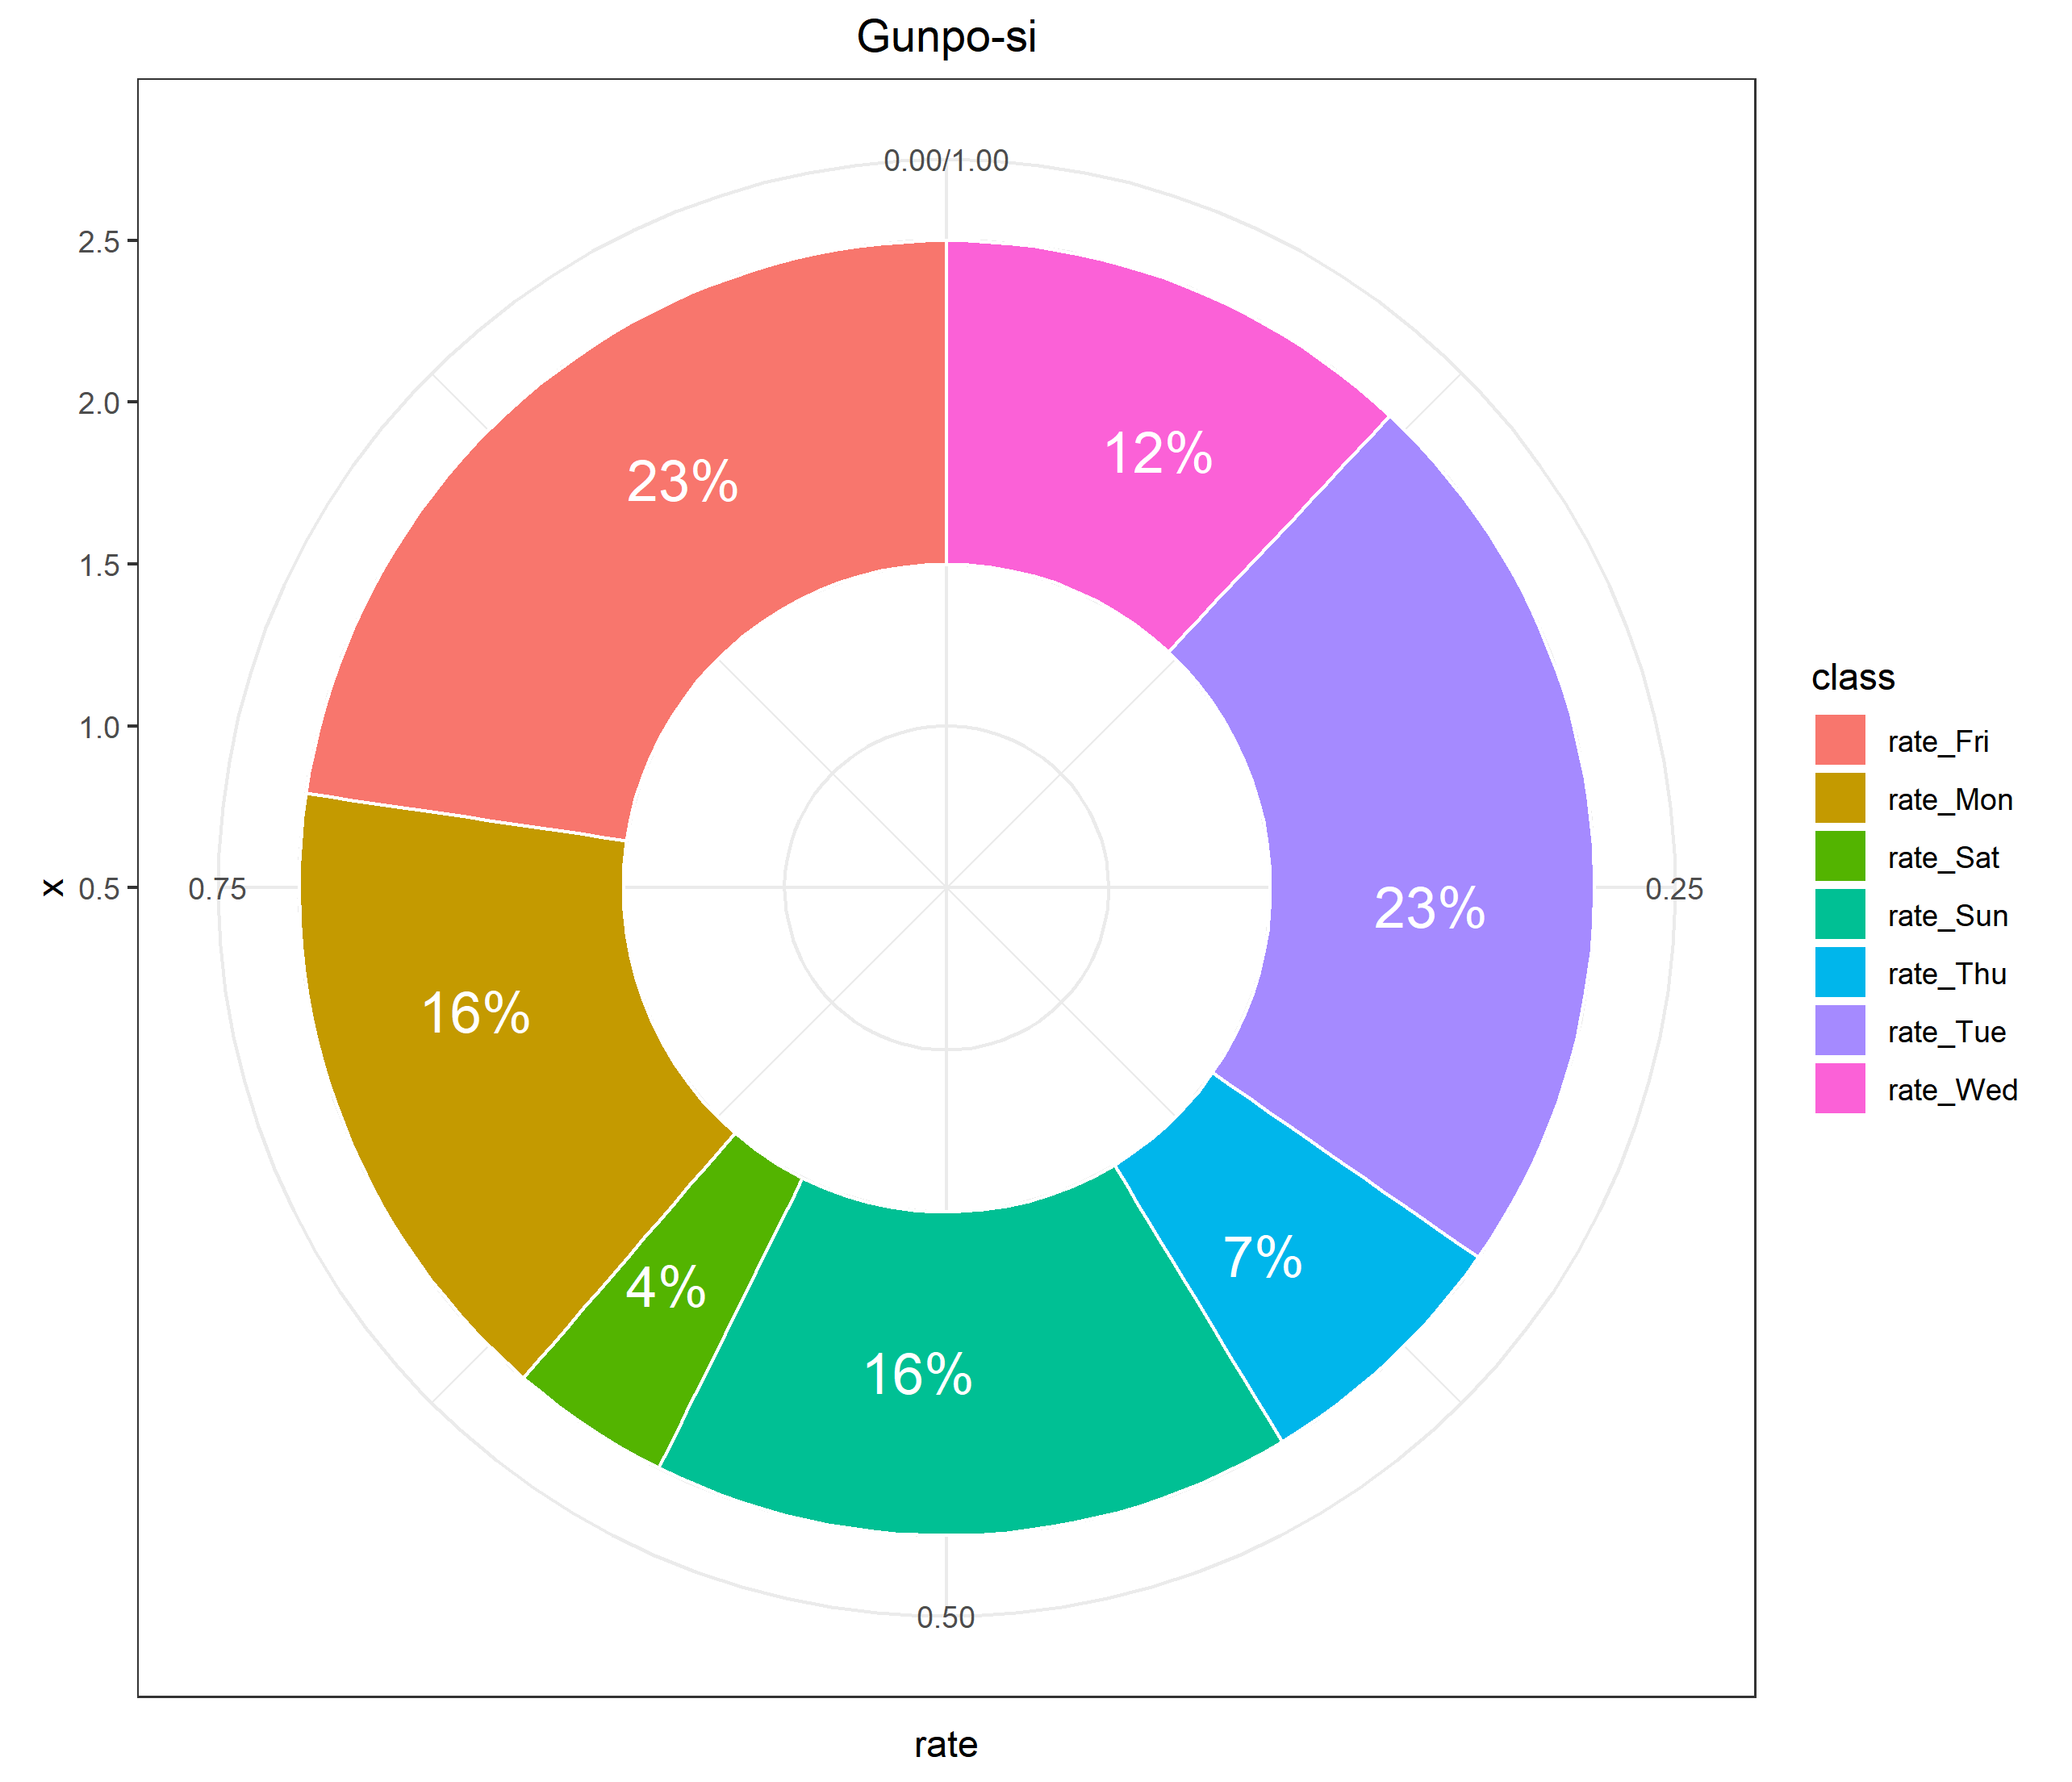 Gunpo-si
0.00/1.00
2.5
2.0
1.5
1.0
0.5
x
0.75
0.25
0.50
12%
23%
23%
16%
7%
4%
16%
rate
class
rate_Fri
rate_Mon
rate_Sat
rate_Sun
rate_Thu
rate_Tue
rate_Wed